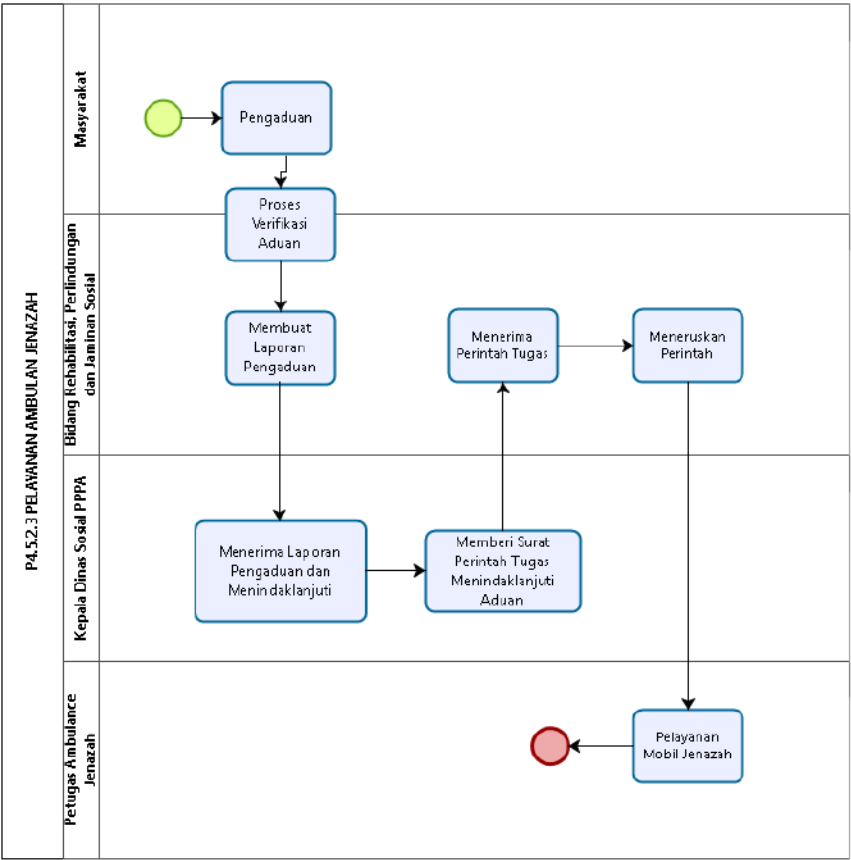 P4.5.2.3 PELAYANAN AMBULAN JENAZAH
Masyarakat
Pengaduan
Proses
Verifikasi
Aduan
Bidang Rehabilitasi, Perlindungan
dan Jaminan Sosial
Membuat
Laporan
Pengaduan
Menerima
Perintah Tugas
Meneruskan
Perintah
Kepala Dinas Sosial PPPA
Menerima Laporan
Pengaduan dan
Menindaklanjuti
Memberi Surat
Perintah Tugas
Menindaklanjuti
Aduan
Petugas Ambulance
Jenazah
Pelayanan
Mobil Jenazah